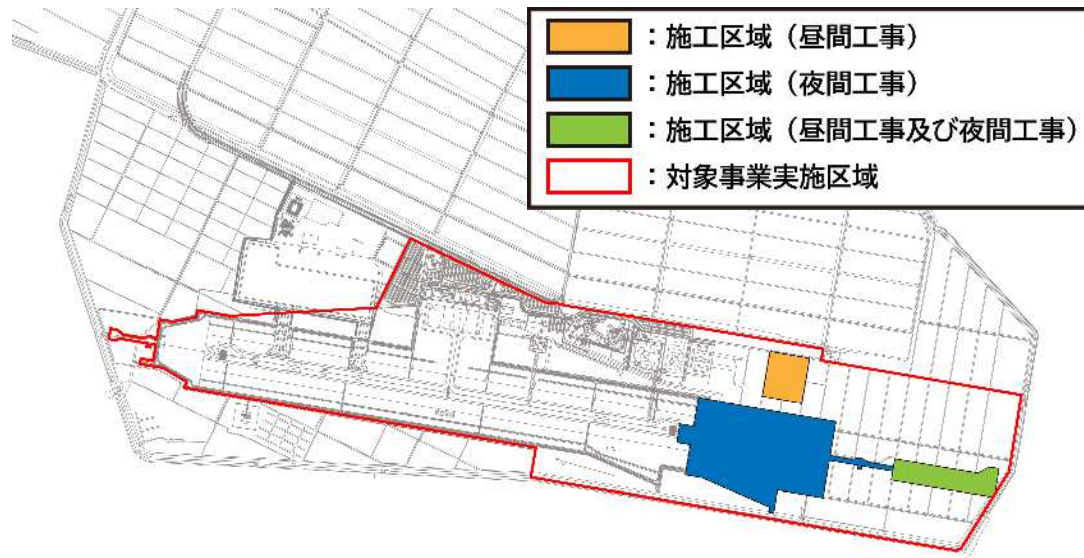 ：施工区域（昼間工事）
：施工区域（夜間工事）
：施工区域（昼間工事及び夜間工事）
：対象事業実施区域